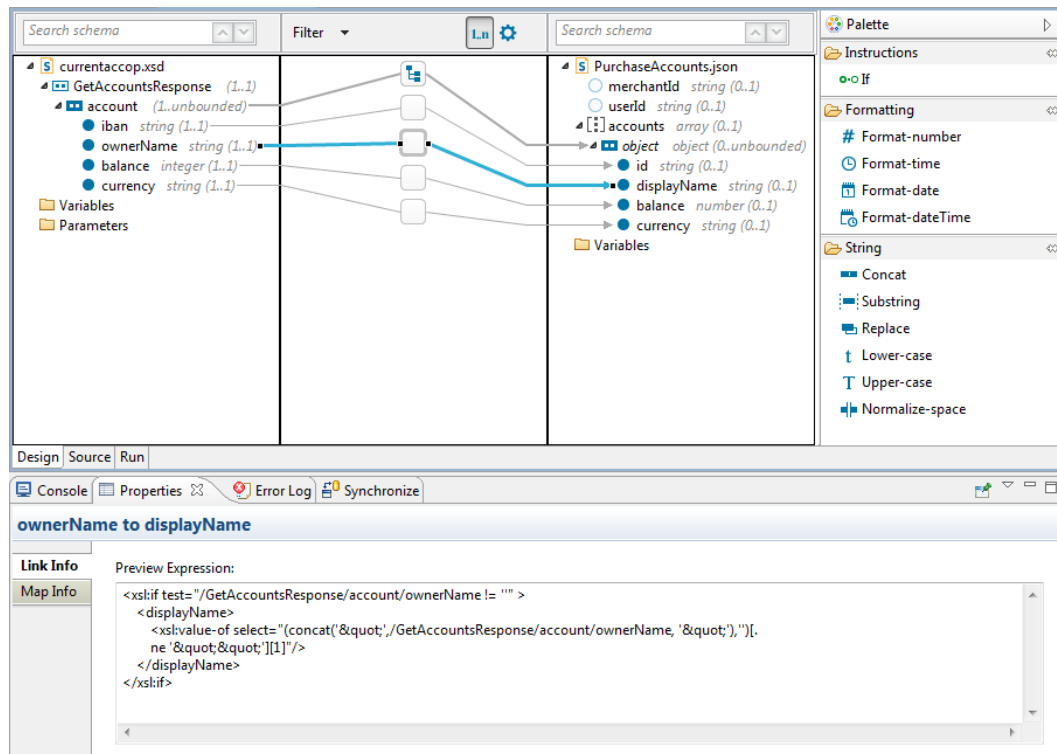 Search schema
Filter
1..n
Search schema
Palette
currentaccop.xsd
GetAccountsResponse (1..1)
account (1..unbounded)
iban string (1..1)
ownerName string (1..1)
balance integer (1..1)
currency string (1..1)
Variables
Parameters
PurchaseAccounts.json
merchantId string (0..1)
userId string (0..1)
accounts array (0..1)
object object (0..unbounded)
id string (0..1)
displayName string (0..1)
balance number (0..1)
currency string (0..1)
Variables
Instructions
If
Formatting
Format-number
Format-time
Format-date
Format-dateTime
String
Concat
Substring
Replace
Lower-case
Upper-case
Normalize-space
Design Source Run
Console Properties Error Log Synchronize
ownerName to displayName
Link Info
Map Info
Preview Expression:
<xsl:if test="/GetAccountsResponse/account/ownerName != ''" >
<displayName>
<xsl:value-of select="(concat('&quot;',/GetAccountsResponse/account/ownerName, '&quot;'),'')[.
ne '&quot;&quot;'][1]"/>
</displayName>
</xsl:if>